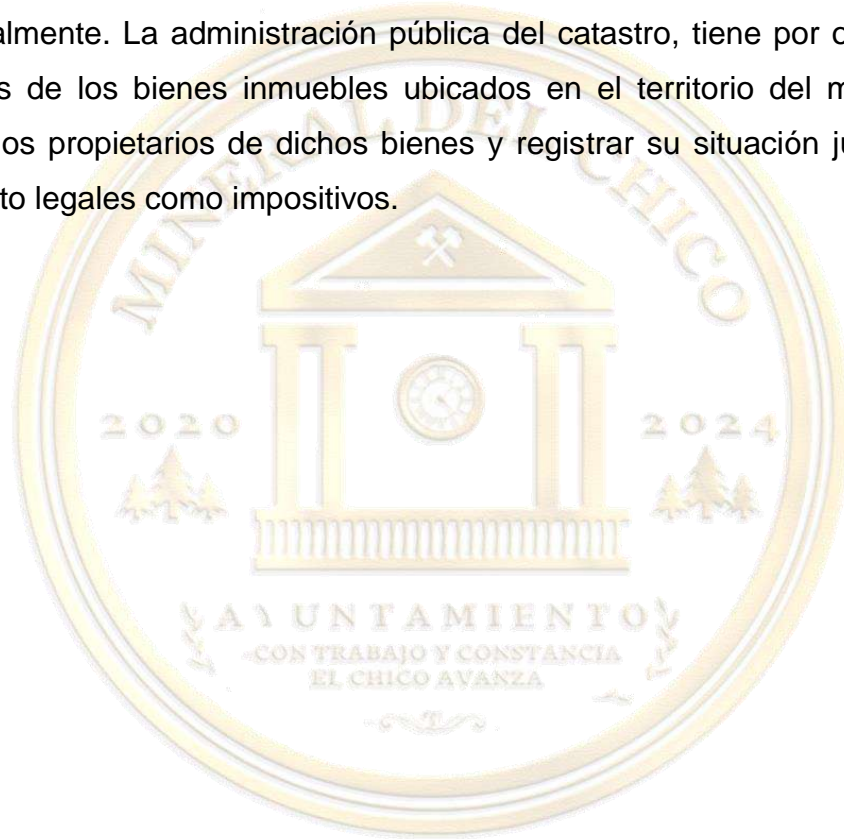 almente. La administración pública del catastro, tiene por o
s de los bienes inmuebles ubicados en el territorio del m
os propietarios de dichos bienes y registrar su situación ju
to legales como impositivos.
MINERAL DEL CHICO
2020 2024
AYUNTAMIENTO
CON TRABAJO Y CONSTANCIA
EL CHICO AVANZA